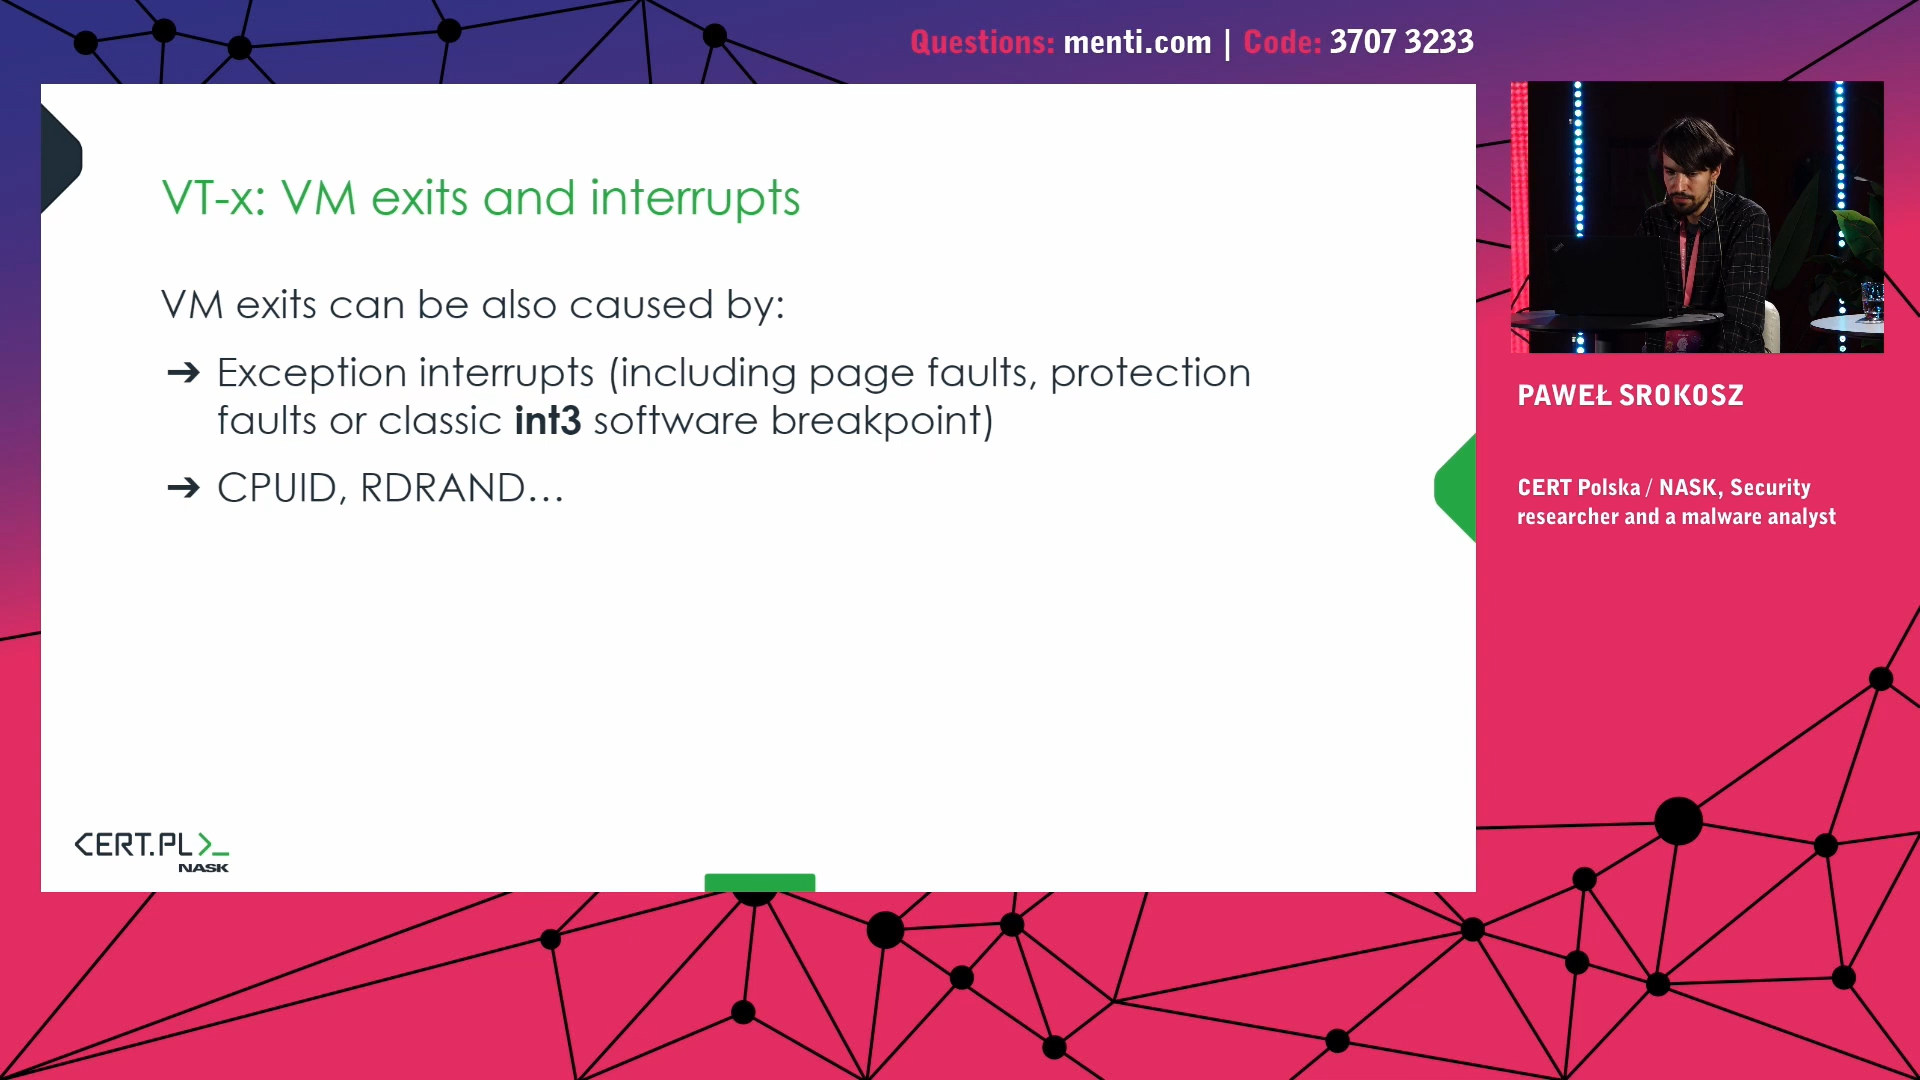 Questions: menti.com | Code: 3707 3233
VT-x: VM exits and interrupts
VM exits can be also caused by:
➔ Exception interrupts (including page faults, protection
faults or classic int3 software breakpoint)
➔ CPUID, RDRAND…
CERT.PL>_
NASK
PAWEŁ SROKOSZ
CERT Polska / NASK, Security
researcher and a malware analyst